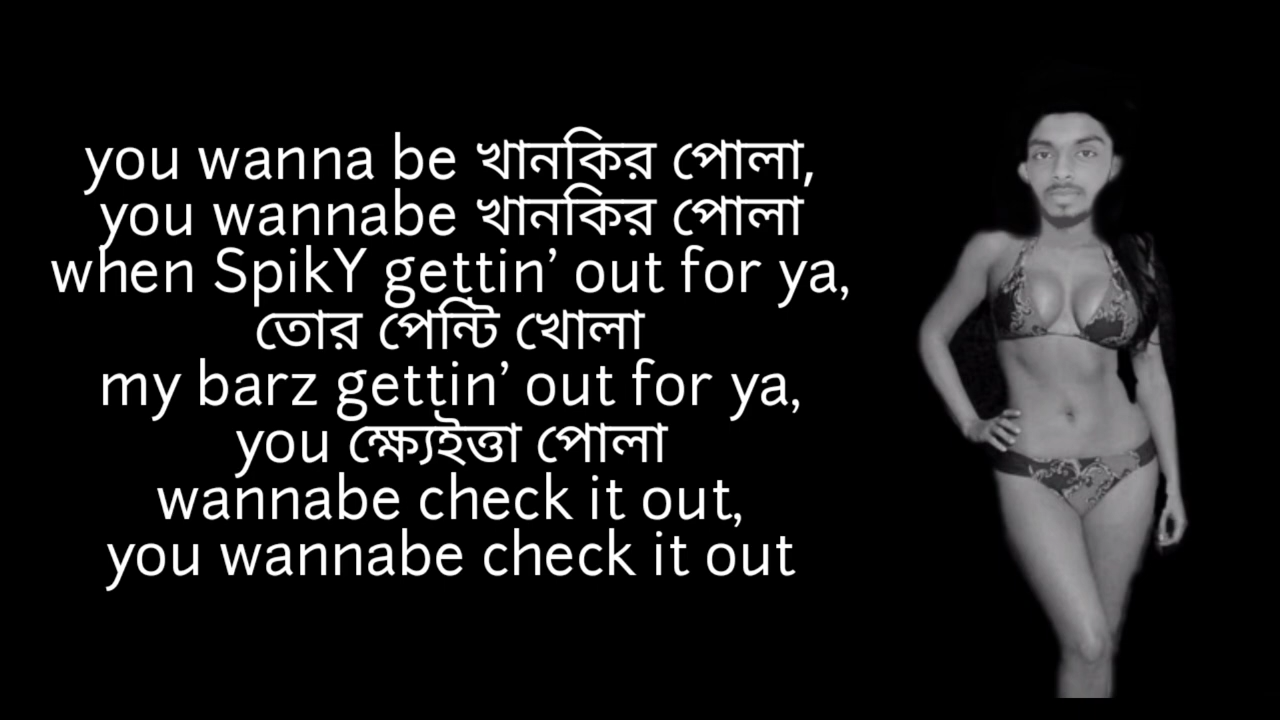 you wanna be খানকির পোলা,
you wannabe খানকির পোলা
when SpikY gettin’ out for ya,
তোর পেন্টি খোলা
my barz gettin’ out for ya,
you ক্ষ্যেইত্তা পোলা
wannabe check it out,
you wannabe check it out